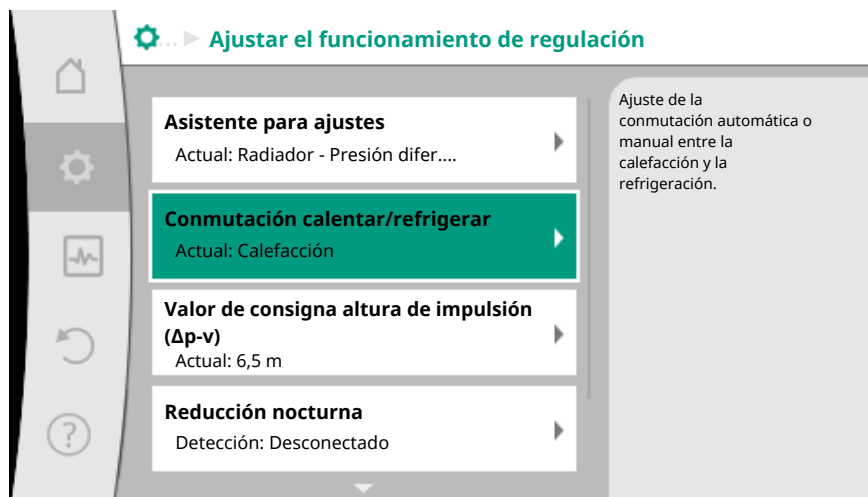 ... Ajustar el funcionamiento de regulación
Asistente para ajustes
Actual: Radiador - Presión difer....
Conmutación calentar/refrigerar
Actual: Calefacción
Valor de consigna altura de impulsión
(Δp-v)
Actual: 6,5 m
Reducción nocturna
Detección: Desconectado
Ajuste de la
conmutación automática o
manual entre la
calefacción y la
refrigeración.
?